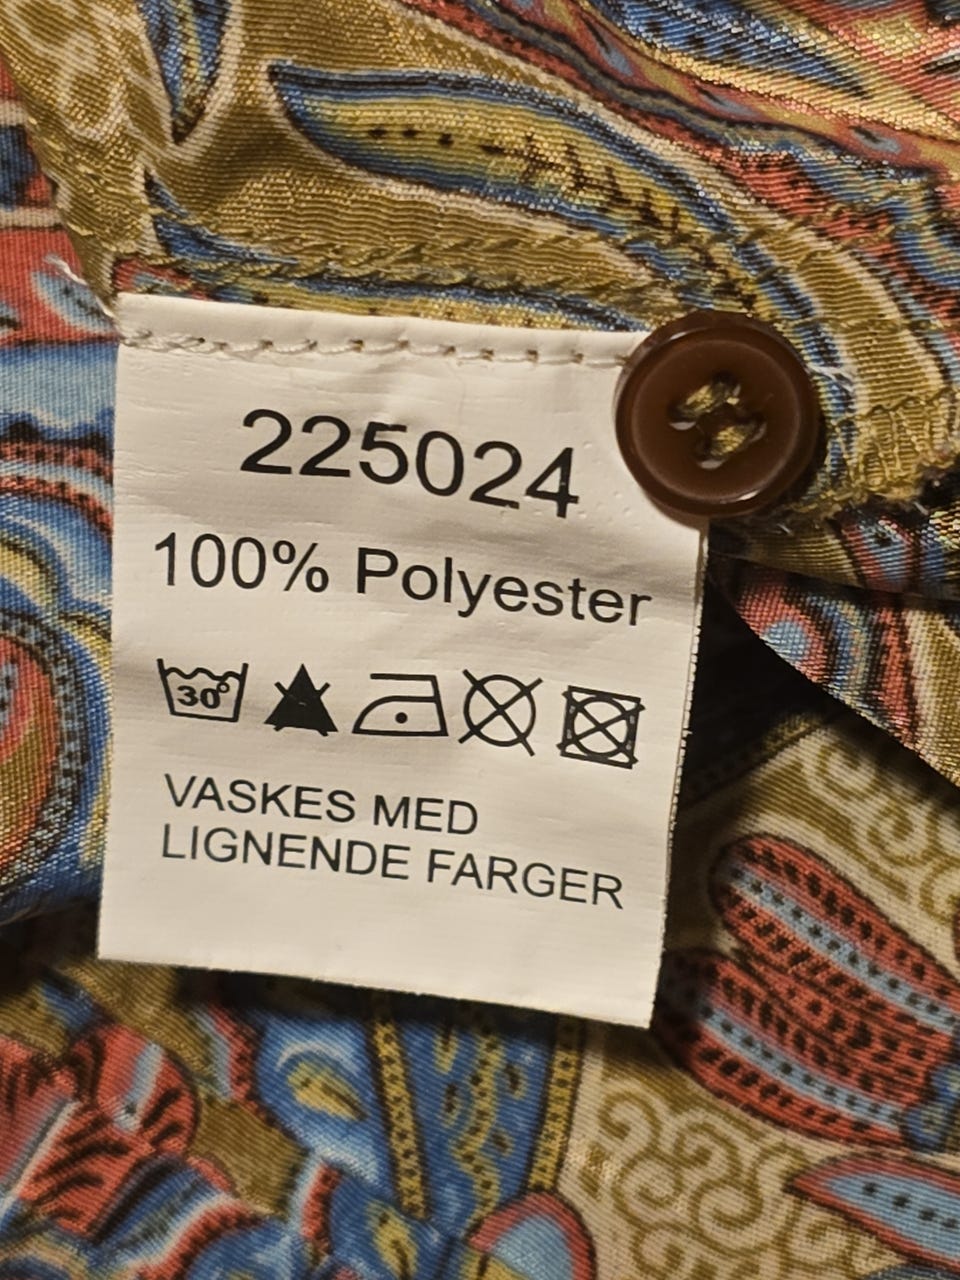 225024
100% Polyester
30°
VASKES MED
LIGNENDE FARGER